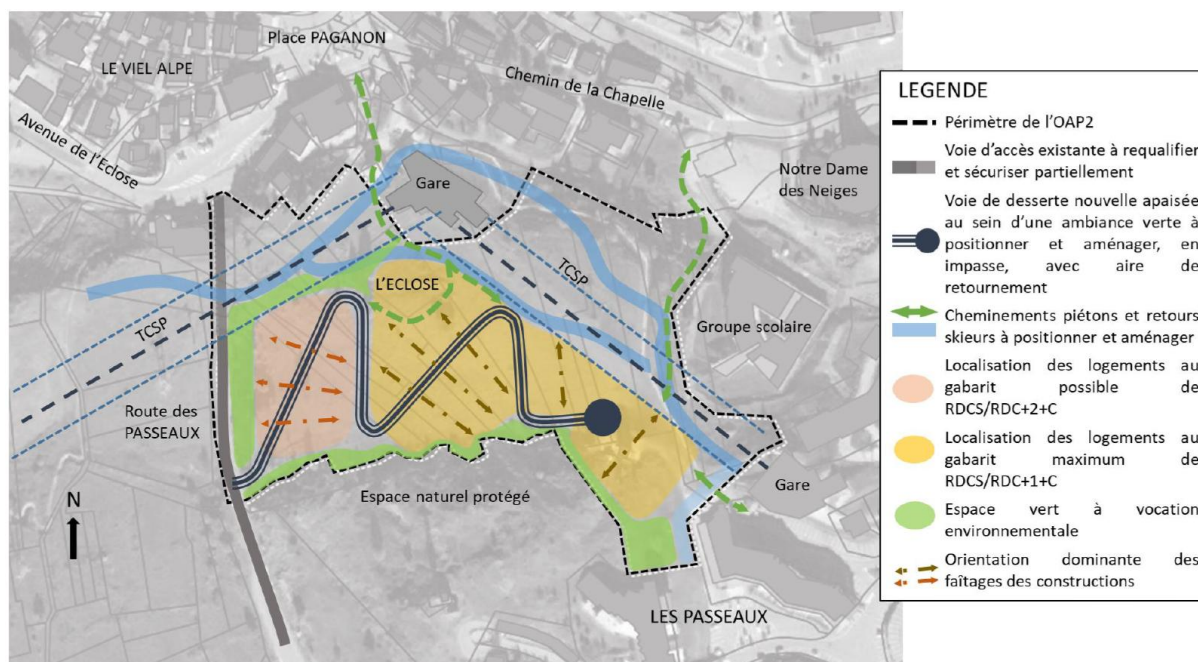 Place PAGANON
LE VIEL ALPE
Chemin de la Chapelle
Avenue de l'Eclose
Gare
Notre Dame
des Neiges
TCSP
L'ECLOSE
TCSP
Groupe scolaire
Route des
PASSEAUX
Espace naturel protégé
Gare
N
LES PASSEAUX
LEGENDE
Périmètre de l'OAP2
Voie d'accès existante à requalifier
et sécuriser partiellement
Voie de desserte nouvelle apaisée
au sein d'une ambiance verte à
positionner et aménager, en
impasse, avec aire de
retournement
Cheminements piétons et retours
skieurs à positionner et aménager
Localisation des logements au
gabarit possible de
RDCS/RDC+2+C
Localisation des logements au
gabarit maximum de
RDCS/RDC+1+C
Espace vert à vocation
environnementale
Orientation dominante des
faîtages des constructions